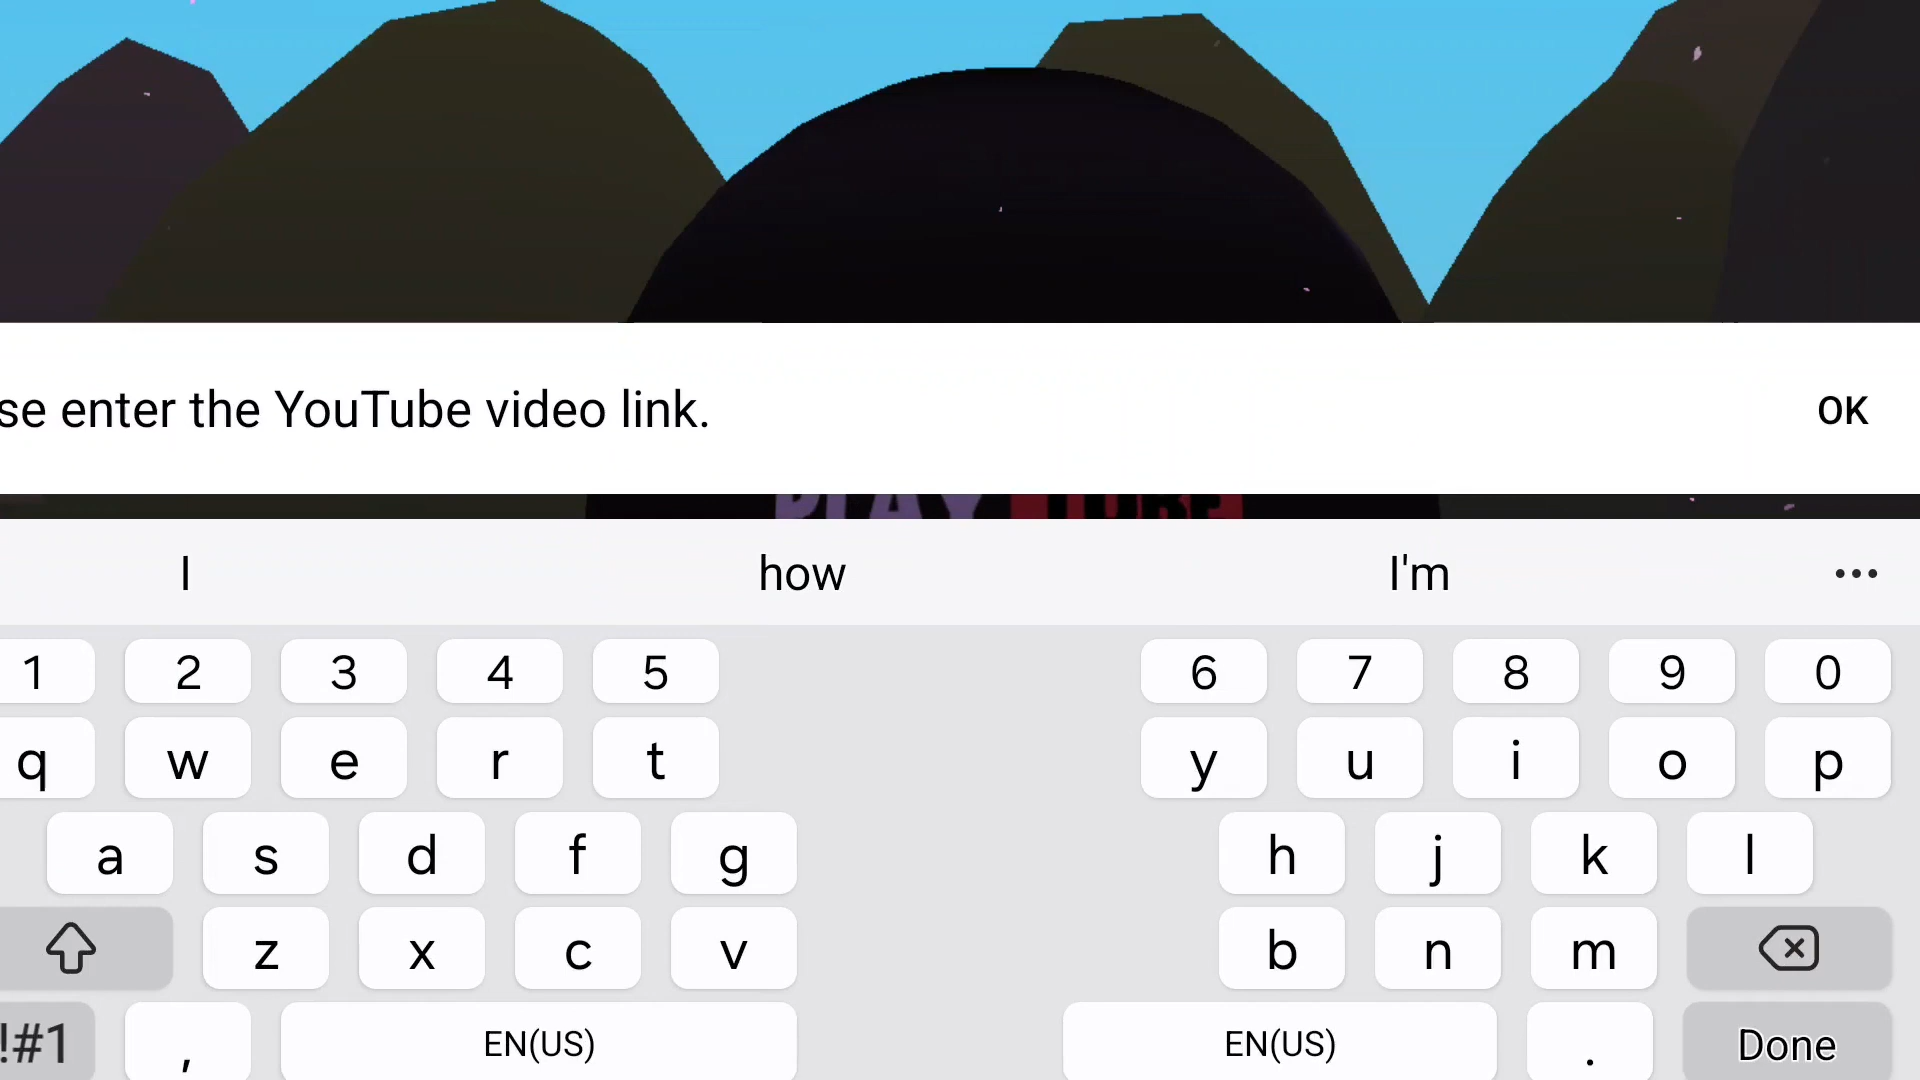 se enter the YouTube video link.
OK
PLAY
I how I'm
1 2 3 4 5 6 7 8 9 0
q w e r t y u i o p
a s d f g h j k l
z x c v b n m
!#1 , EN(US) EN(US) . Done